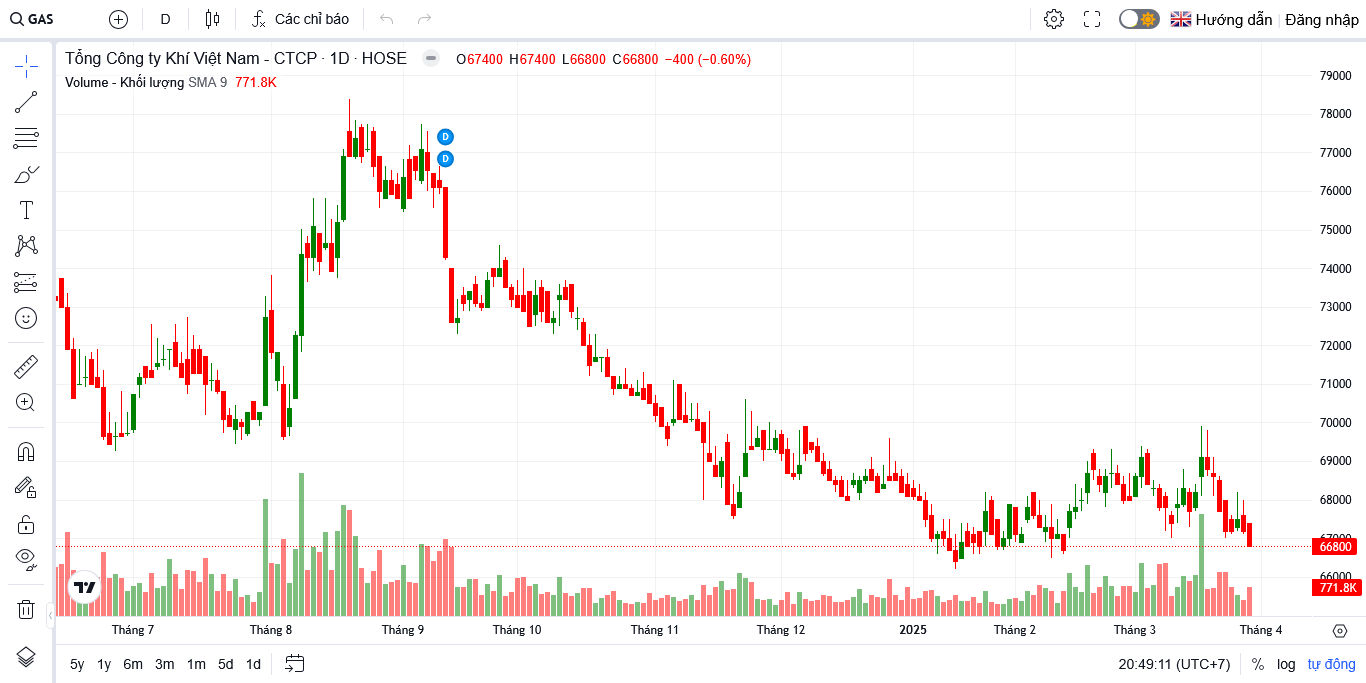 GAS D Các chỉ báo Hướng dẫn Đăng nhập
Tổng Công ty Khí Việt Nam - CTCP · 1D · HOSE O67400 H67400 L66800 C66800 −400 (−0.60%)
Volume - Khối lượng SMA 9 771.8K
D
D
79000
78000
77000
76000
75000
74000
73000
72000
71000
70000
69000
68000
67000
66800
66000
771.8K
Tháng 7 Tháng 8 Tháng 9 Tháng 10 Tháng 11 Tháng 12 2025 Tháng 2 Tháng 3 Tháng 4
5y 1y 6m 3m 1m 5d 1d 20:49:11 (UTC+7) % log tự động